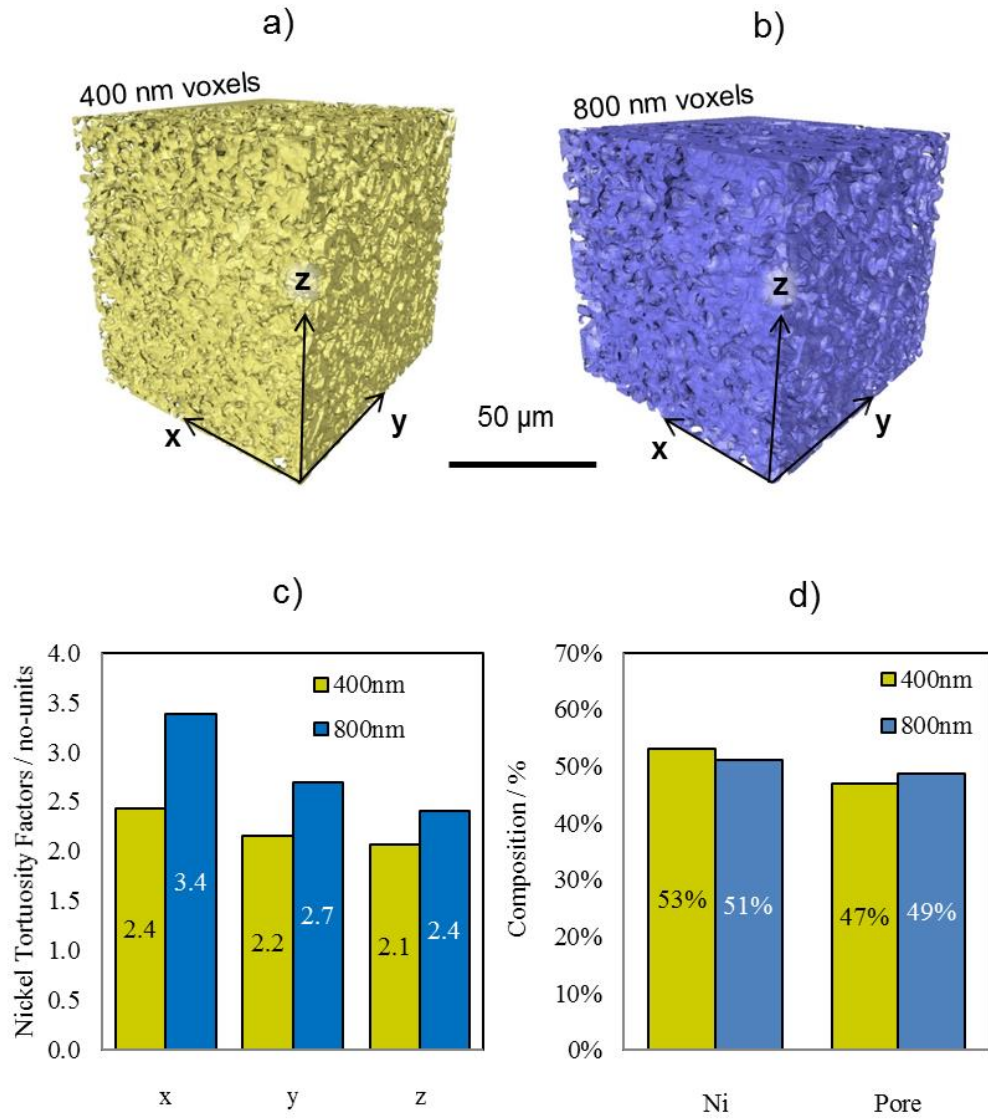 a)
b)
400 nm voxels
800 nm voxels
z
z
x
y
50 µm
x
y
c)
d)
Nickel Tortuosity Factors / no-units
4.0
3.5
3.0
2.5
2.0
1.5
1.0
0.5
0.0
400nm
800nm
2.4
3.4
2.2
2.7
2.1
2.4
x
y
z
Composition / %
70%
60%
50%
40%
30%
20%
10%
0%
400nm
800nm
53%
51%
47%
49%
Ni
Pore